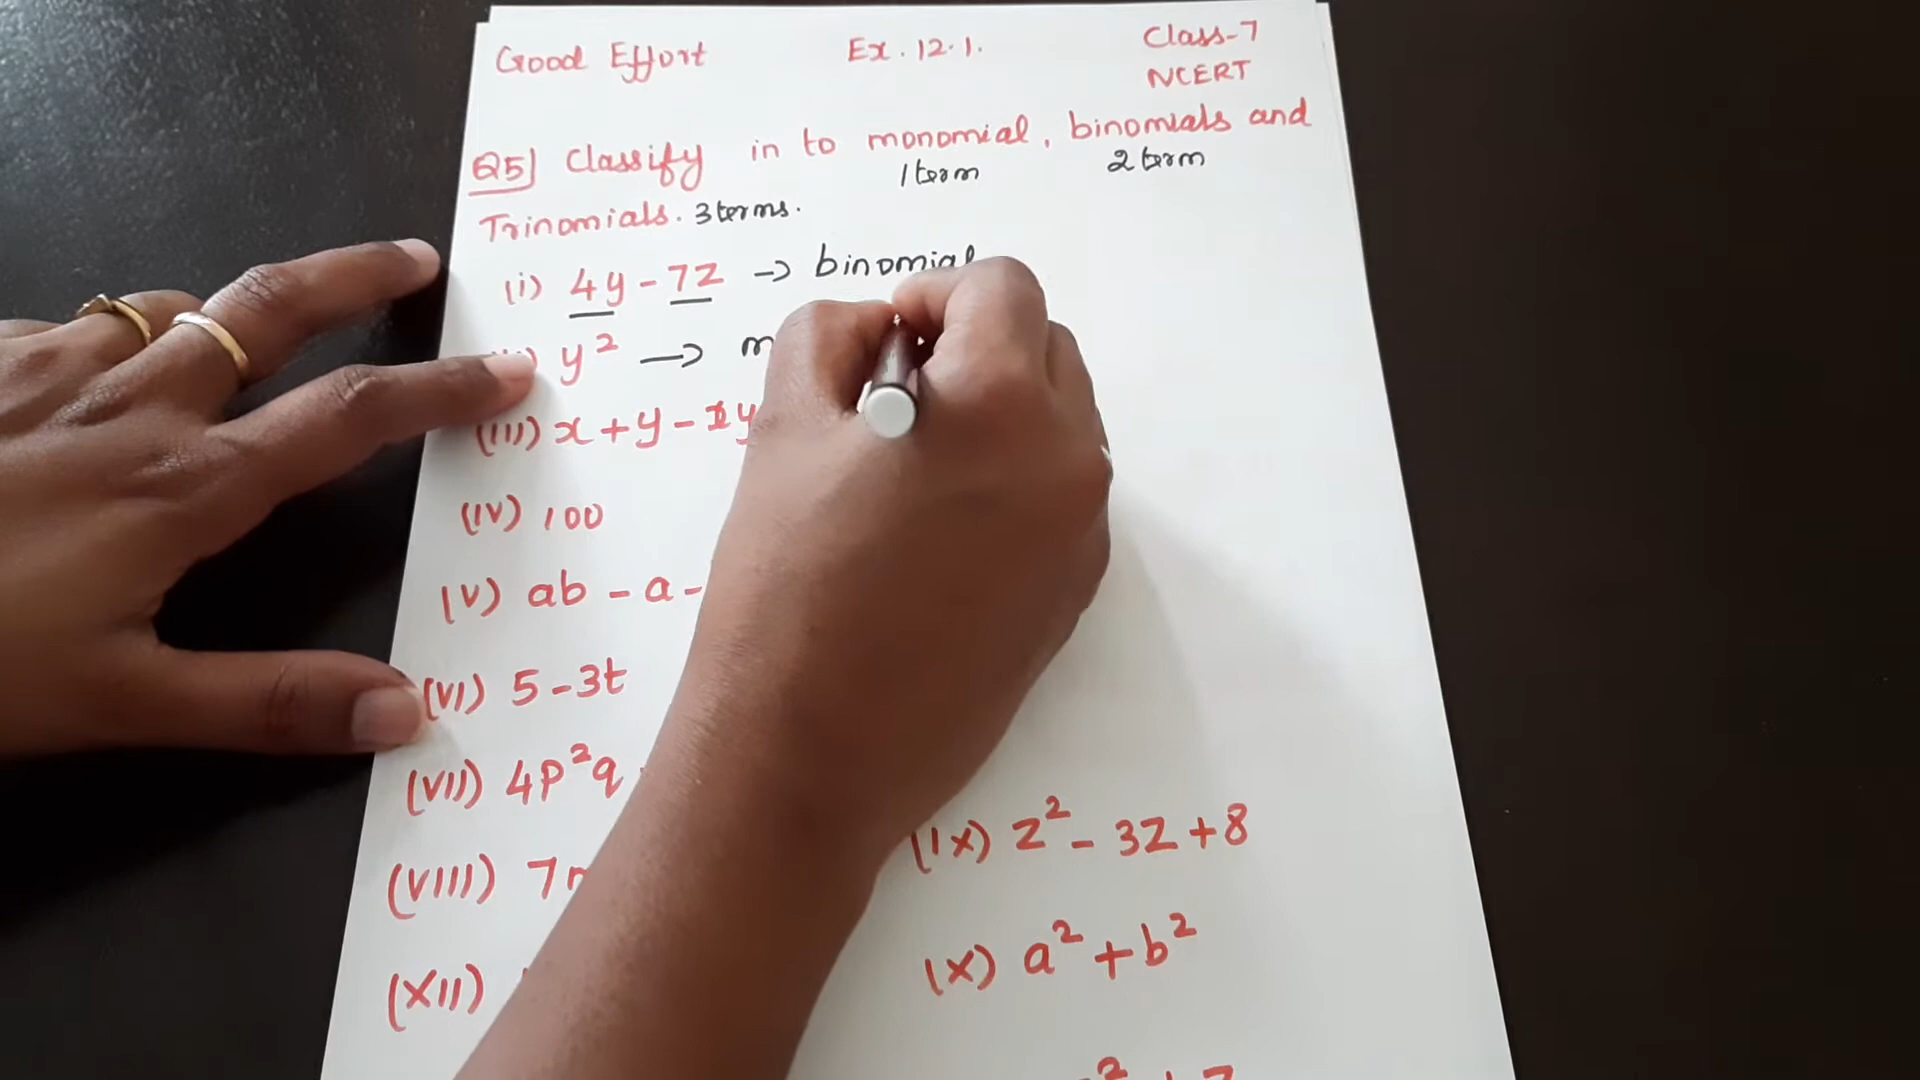 Good Effort Ex. 12.1. Class-7
NCERT
Q5) Classify in to monomial, binomials and
1 term 2 term
Trinomials. 3 terms.
(i) 4y - 7z → binomial
y² → m
(III) x + y - xy
(IV) 100
(V) ab - a -
(VI) 5 - 3t
(VII) 4p²q
(VIII) 7m
(IX) z² - 3z + 8
(XII)
(X) a² + b²